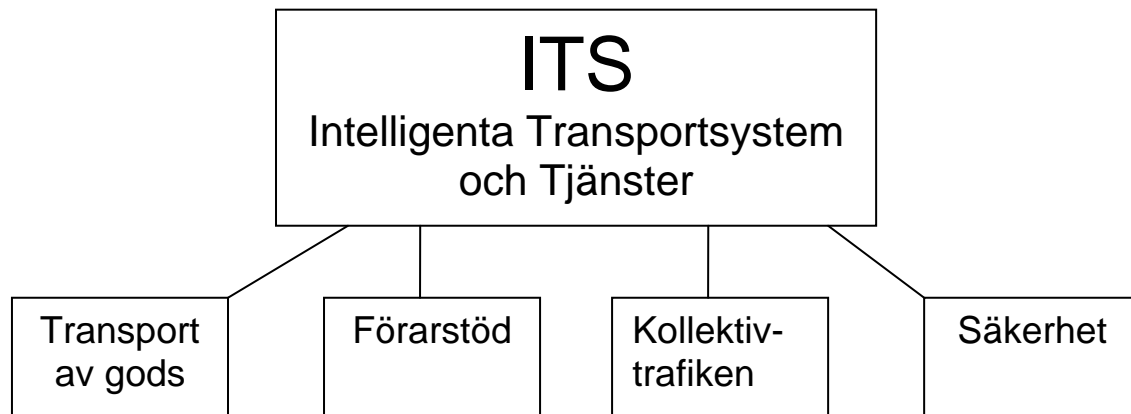 ITS
Intelligenta Transportsystem
och Tjänster
Transport
av gods
Förarstöd
Kollektiv-
trafiken
Säkerhet